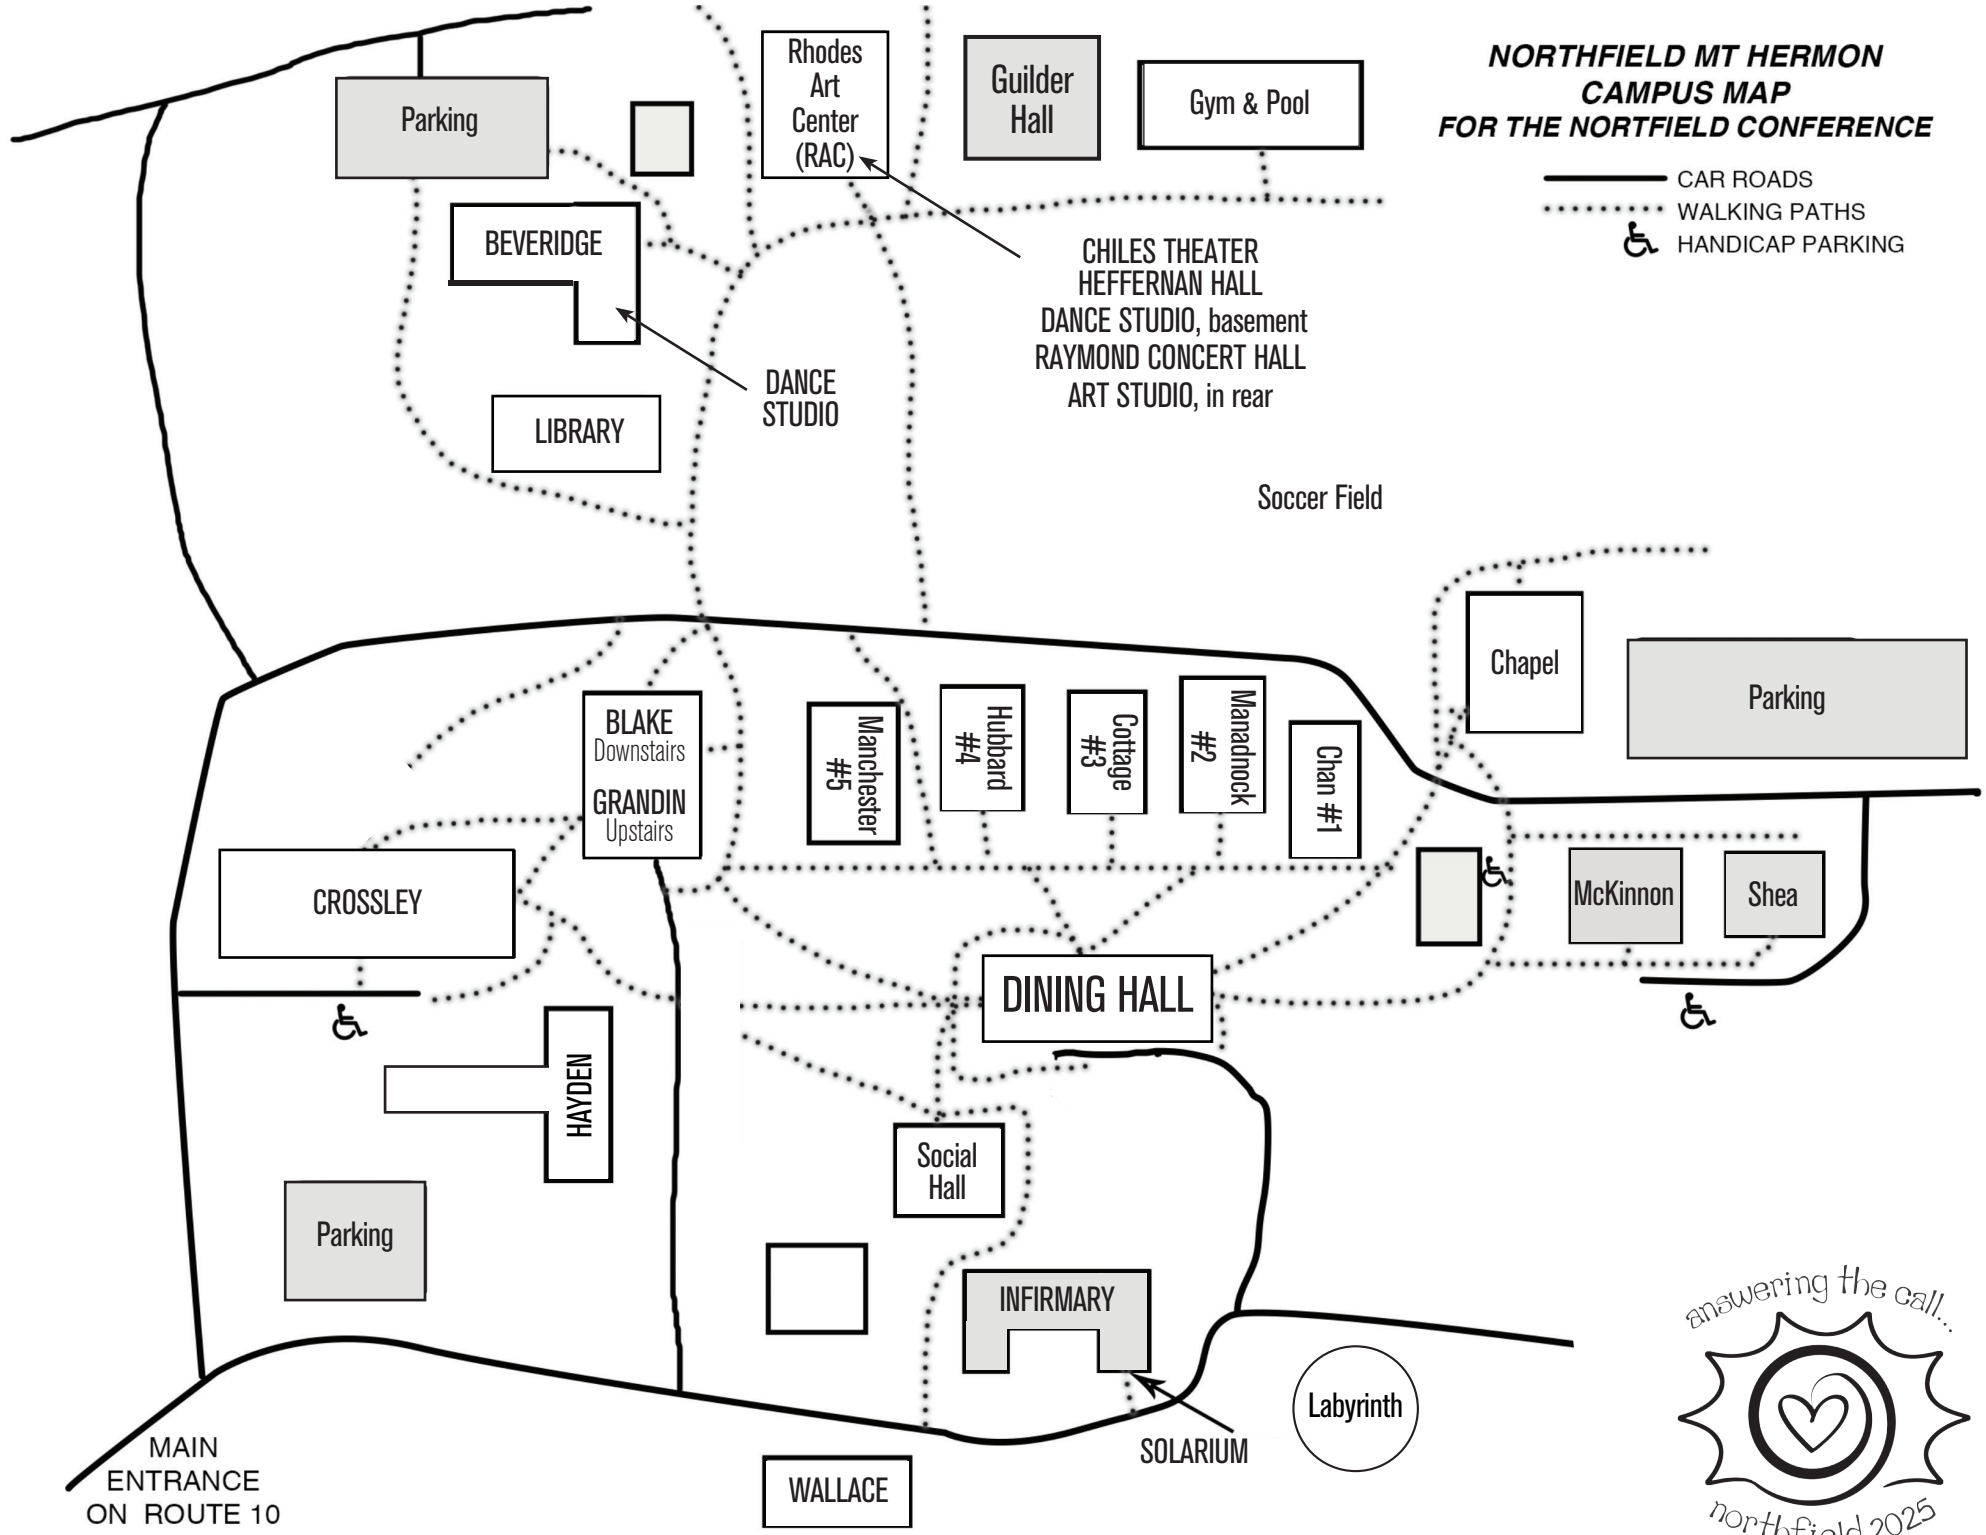 NORTHFIELD MT HERMON
CAMPUS MAP
FOR THE NORTFIELD CONFERENCE
CAR ROADS
WALKING PATHS
HANDICAP PARKING
Parking
Rhodes
Art
Center
(RAC)
Guilder
Hall
Gym & Pool
BEVERIDGE
CHILES THEATER
HEFFERNAN HALL
DANCE STUDIO, basement
RAYMOND CONCERT HALL
ART STUDIO, in rear
DANCE
STUDIO
LIBRARY
Soccer Field
Chapel
Parking
BLAKE
Downstairs
GRANDIN
Upstairs
Manchester
#5
Hubbard
#4
Cottage
#3
Manadnock
#2
Chan #1
CROSSLEY
McKinnon
Shea
DINING HALL
HAYDEN
Social
Hall
Parking
INFIRMARY
Labyrinth
SOLARIUM
WALLACE
MAIN
ENTRANCE
ON ROUTE 10
answering the call...
northfield 2025